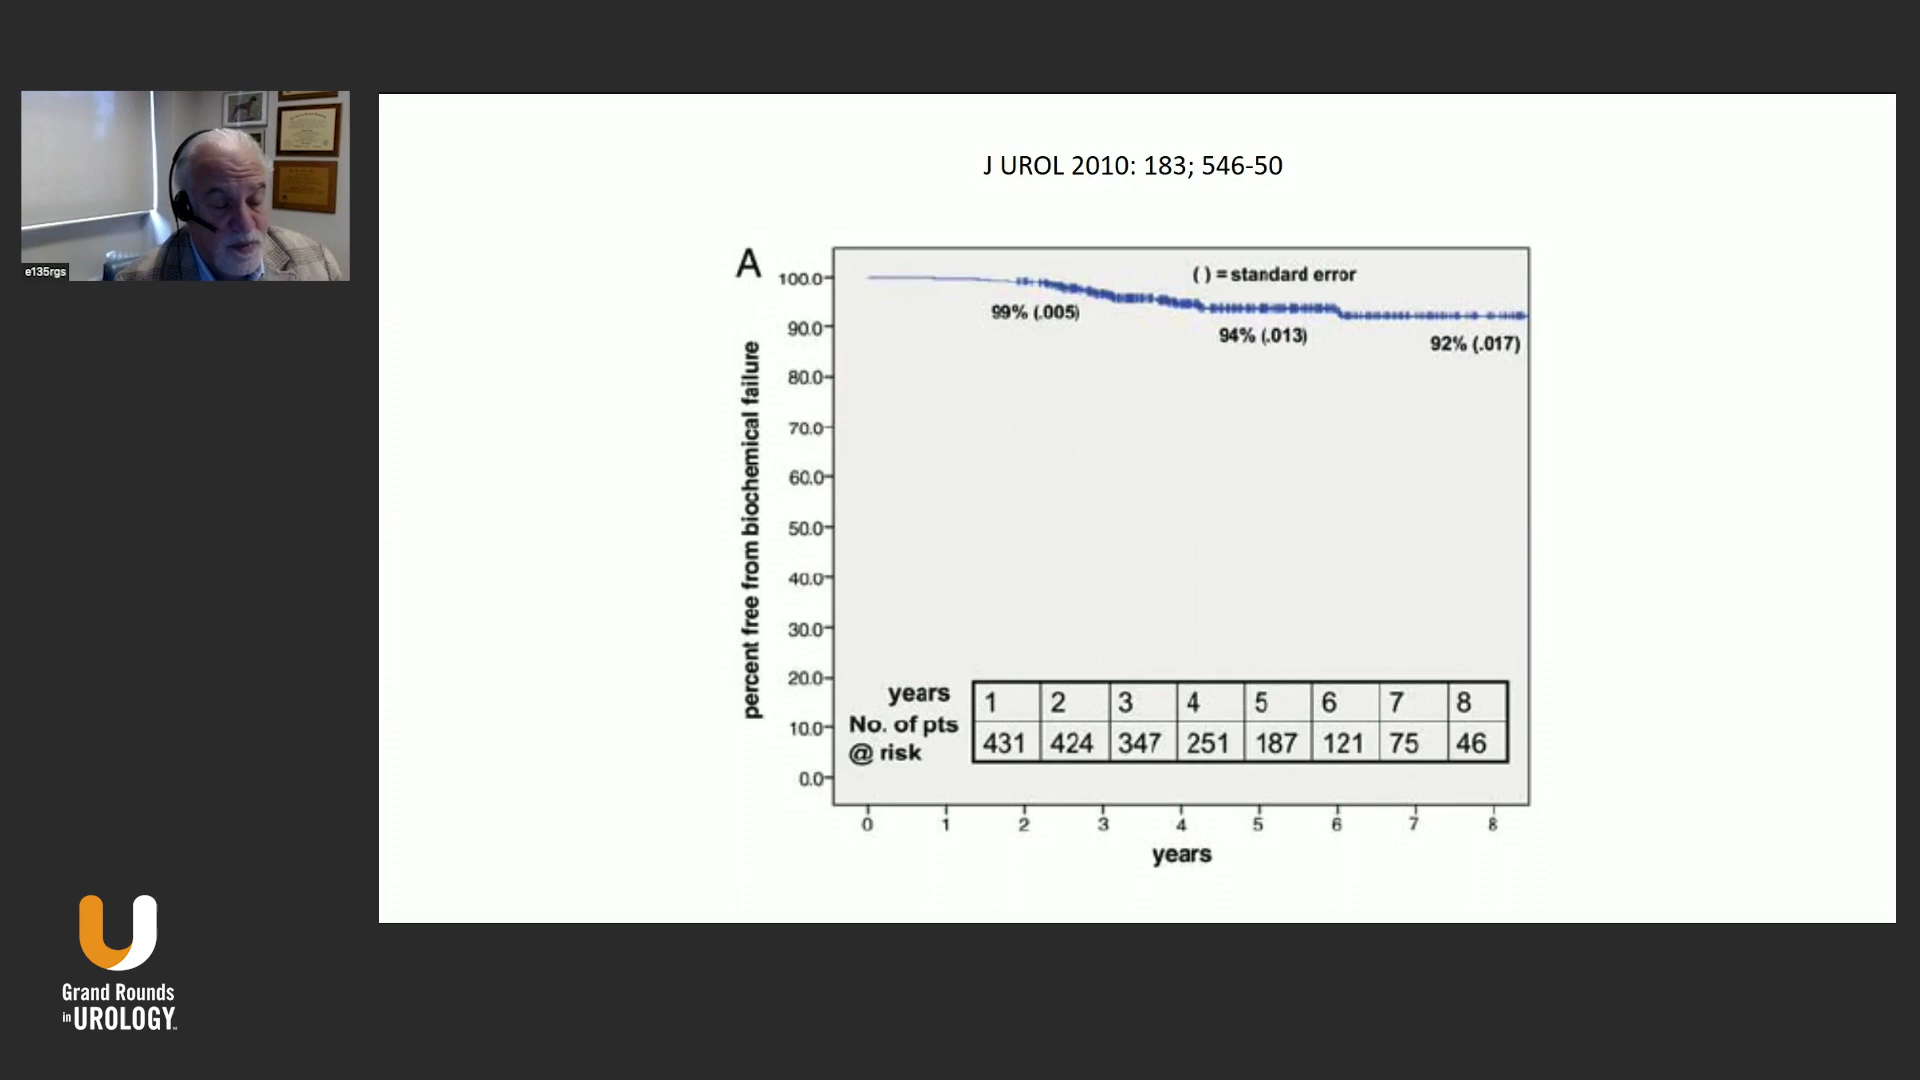 e135rgs
J UROL 2010: 183; 546-50
A
( ) = standard error
100.0
90.0
80.0
70.0
60.0
50.0
40.0
30.0
20.0
10.0
0.0
percent free from biochemical failure
99% (.005)
94% (.013)
92% (.017)
years 1 2 3 4 5 6 7 8
No. of pts
@ risk 431 424 347 251 187 121 75 46
0 1 2 3 4 5 6 7 8
years
Grand Rounds
in UROLOGY